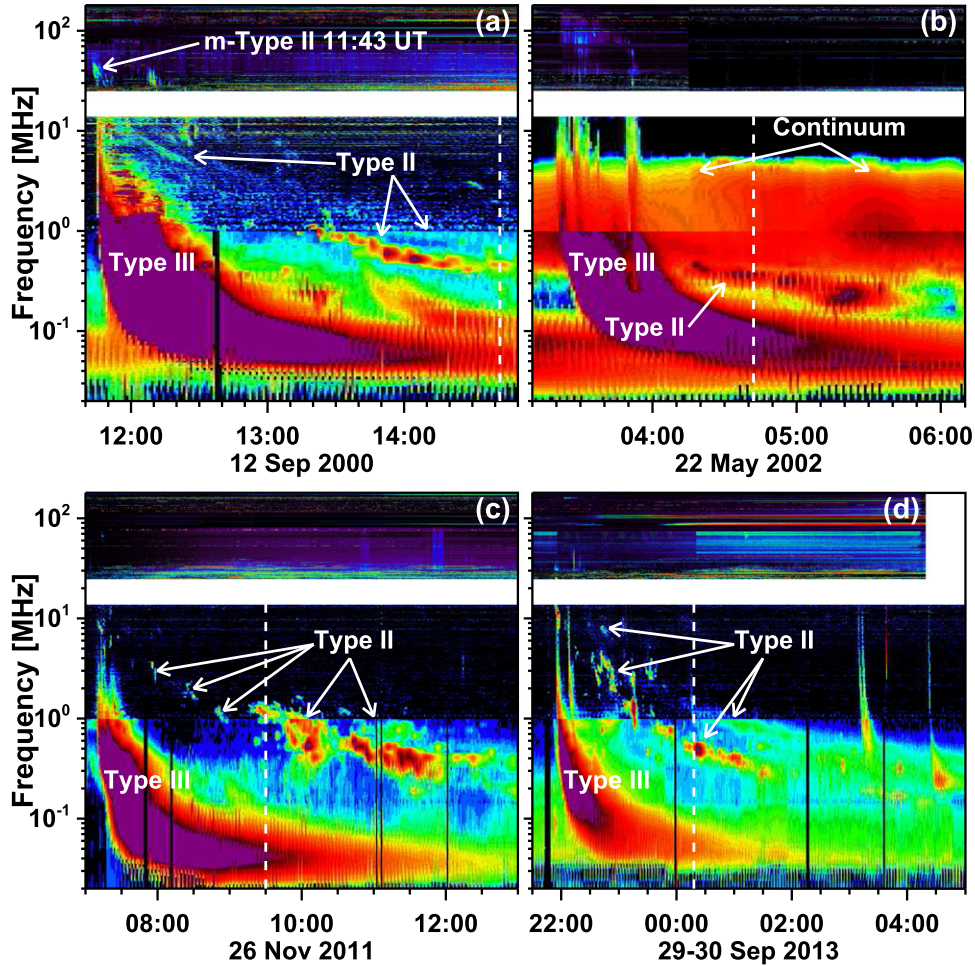 (a)
m-Type II 11:43 UT
Type II
Type III
10²
10¹
10⁰
10⁻¹
Frequency [MHz]
12:00 13:00 14:00
12 Sep 2000
(b)
Continuum
Type III
Type II
04:00 05:00 06:00
22 May 2002
(c)
Type II
Type III
10²
10¹
10⁰
10⁻¹
Frequency [MHz]
08:00 10:00 12:00
26 Nov 2011
(d)
Type II
Type III
22:00 00:00 02:00 04:00
29-30 Sep 2013